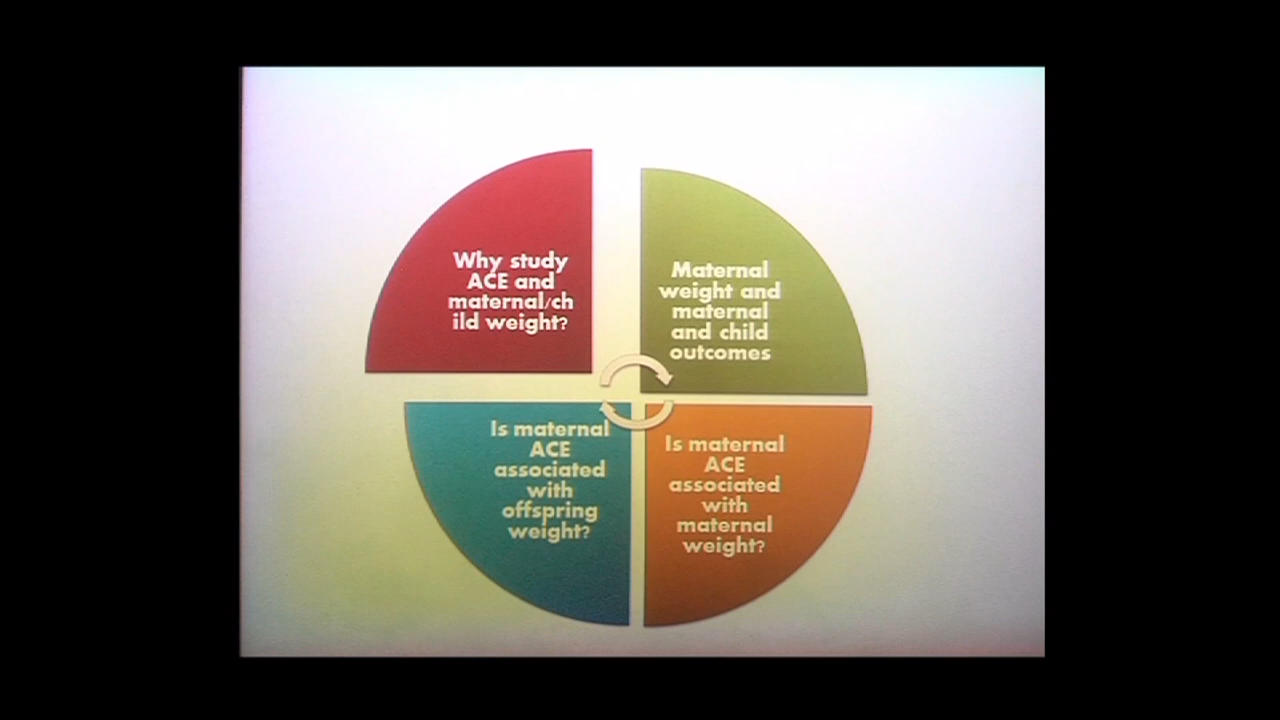 Why study
ACE and
maternal/ch
ild weight?
Maternal
weight and
maternal
and child
outcomes
Is maternal
ACE
associated
with
offspring
weight?
Is maternal
ACE
associated
with
maternal
weight?